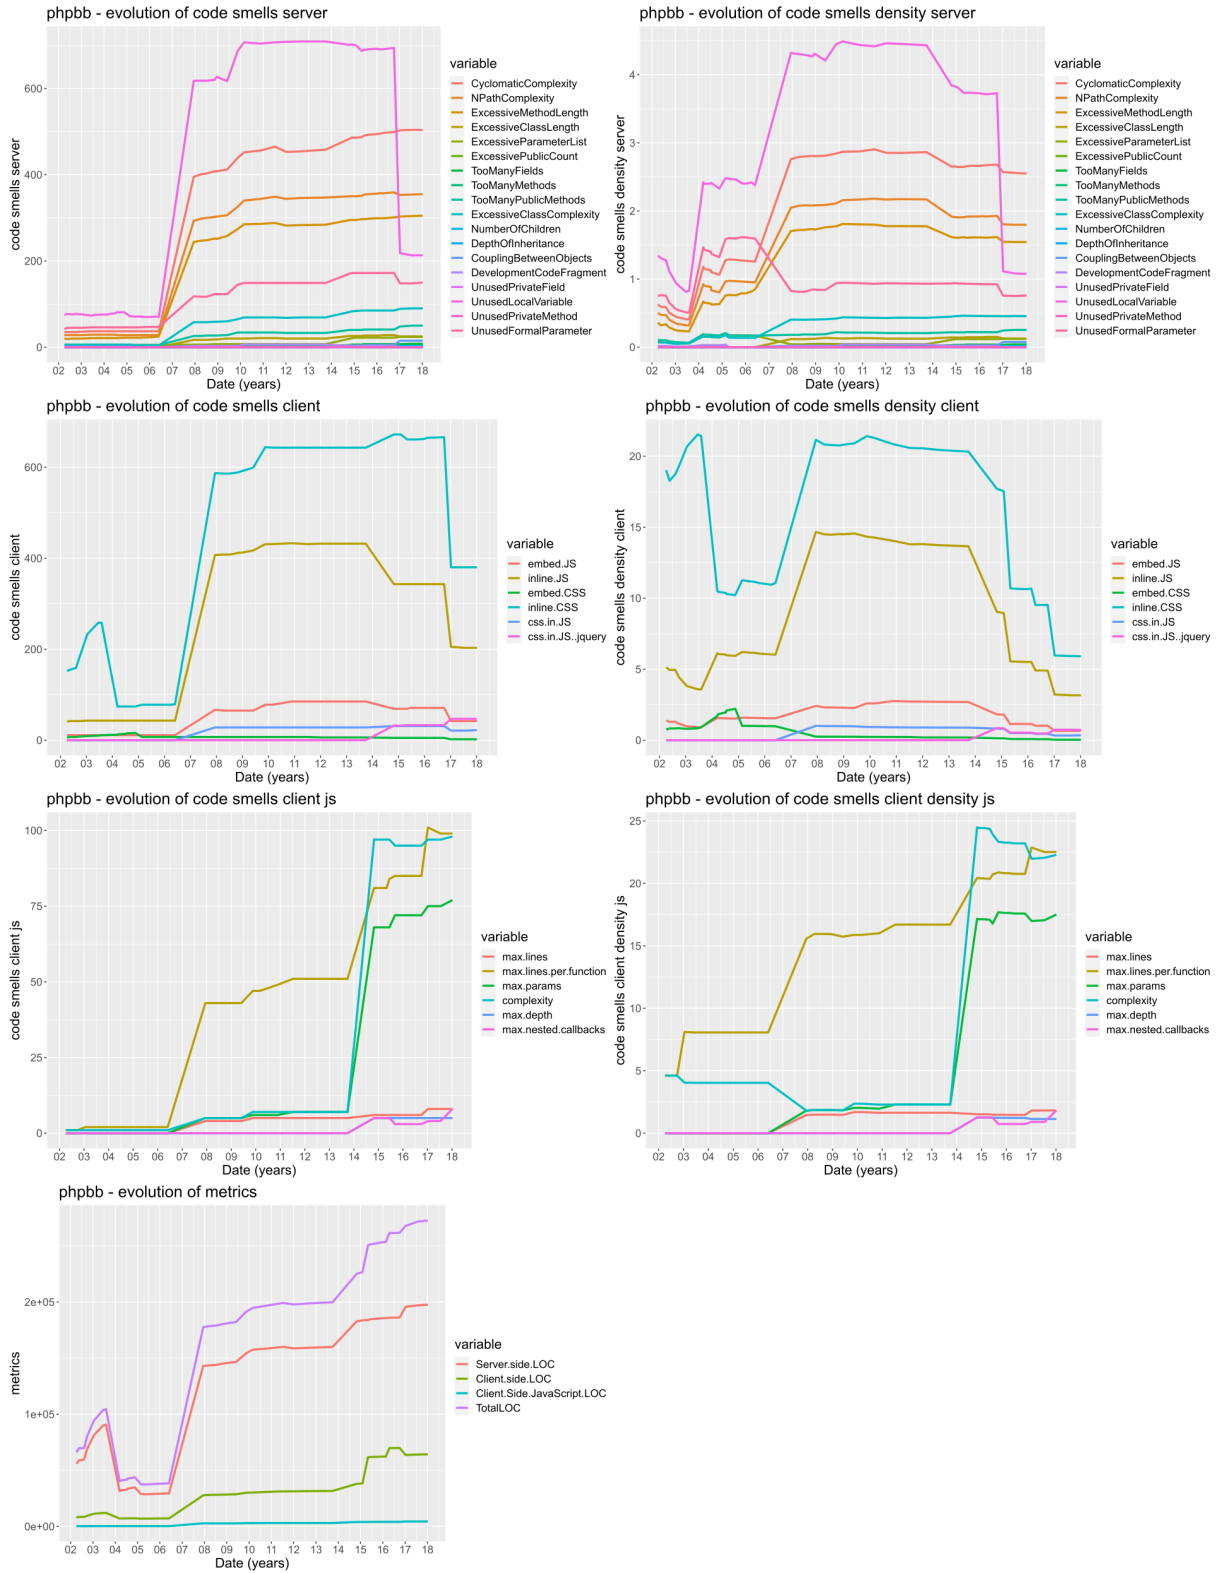 phpbb - evolution of code smells server
code smells server
600
400
200
0
02 03 04 05 06 07 08 09 10 11 12 13 14 15 16 17 18
Date (years)
variable
CyclomaticComplexity
NPathComplexity
ExcessiveMethodLength
ExcessiveClassLength
ExcessiveParameterList
ExcessivePublicCount
TooManyFields
TooManyMethods
TooManyPublicMethods
ExcessiveClassComplexity
NumberOfChildren
DepthOfInheritance
CouplingBetweenObjects
DevelopmentCodeFragment
UnusedPrivateField
UnusedLocalVariable
UnusedPrivateMethod
UnusedFormalParameter
phpbb - evolution of code smells density server
code smells density server
4
3
2
1
0
02 03 04 05 06 07 08 09 10 11 12 13 14 15 16 17 18
Date (years)
variable
CyclomaticComplexity
NPathComplexity
ExcessiveMethodLength
ExcessiveClassLength
ExcessiveParameterList
ExcessivePublicCount
TooManyFields
TooManyMethods
TooManyPublicMethods
ExcessiveClassComplexity
NumberOfChildren
DepthOfInheritance
CouplingBetweenObjects
DevelopmentCodeFragment
UnusedPrivateField
UnusedLocalVariable
UnusedPrivateMethod
UnusedFormalParameter
phpbb - evolution of code smells client
code smells client
600
400
200
0
02 03 04 05 06 07 08 09 10 11 12 13 14 15 16 17 18
Date (years)
variable
embed.JS
inline.JS
embed.CSS
inline.CSS
css.in.JS
css.in.JS..jquery
phpbb - evolution of code smells density client
code smells density client
20
15
10
5
0
02 03 04 05 06 07 08 09 10 11 12 13 14 15 16 17 18
Date (years)
variable
embed.JS
inline.JS
embed.CSS
inline.CSS
css.in.JS
css.in.JS..jquery
phpbb - evolution of code smells client js
code smells client js
100
75
50
25
0
02 03 04 05 06 07 08 09 10 11 12 13 14 15 16 17 18
Date (years)
variable
max.lines
max.lines.per.function
max.params
complexity
max.depth
max.nested.callbacks
phpbb - evolution of code smells client density js
code smells client density js
25
20
15
10
5
0
02 03 04 05 06 07 08 09 10 11 12 13 14 15 16 17 18
Date (years)
variable
max.lines
max.lines.per.function
max.params
complexity
max.depth
max.nested.callbacks
phpbb - evolution of metrics
metrics
2e+05
1e+05
0e+00
02 03 04 05 06 07 08 09 10 11 12 13 14 15 16 17 18
Date (years)
variable
Server.side.LOC
Client.side.LOC
Client.Side.JavaScript.LOC
TotalLOC